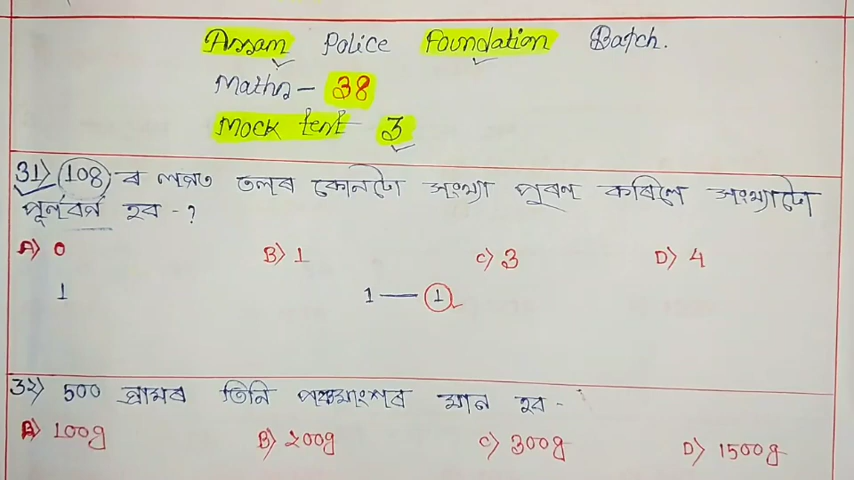 Assam Police Foundation Batch.
Maths – 38
Mock test 3
31) 108 ৰ লগত তলৰ কোনটো সংখ্যা পূৰণ কৰিলে সংখ্যাটো
পূৰ্ণবৰ্গ হব - ?
A) 0 B) 1 C) 3 D) 4
1 1 — 1
32) 500 গ্ৰামৰ তিনি পঞ্চমাংশৰ মান হব -
A) 100g B) 200g C) 300g D) 1500g